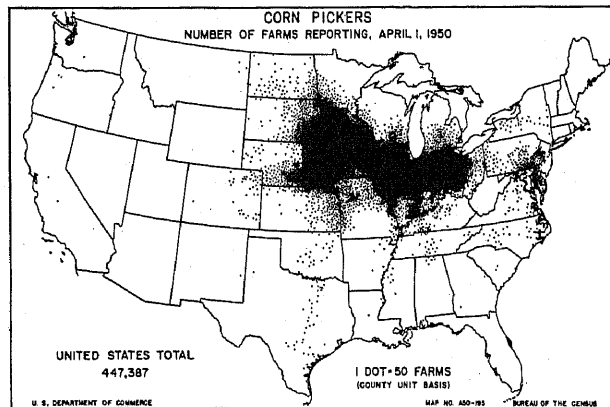 CORN PICKERS
NUMBER OF FARMS REPORTING, APRIL 1, 1950
UNITED STATES TOTAL
447,387
1 DOT=50 FARMS
(COUNTY UNIT BASIS)
U. S. DEPARTMENT OF COMMERCE
MAP NO. A50-195
BUREAU OF THE CENSUS